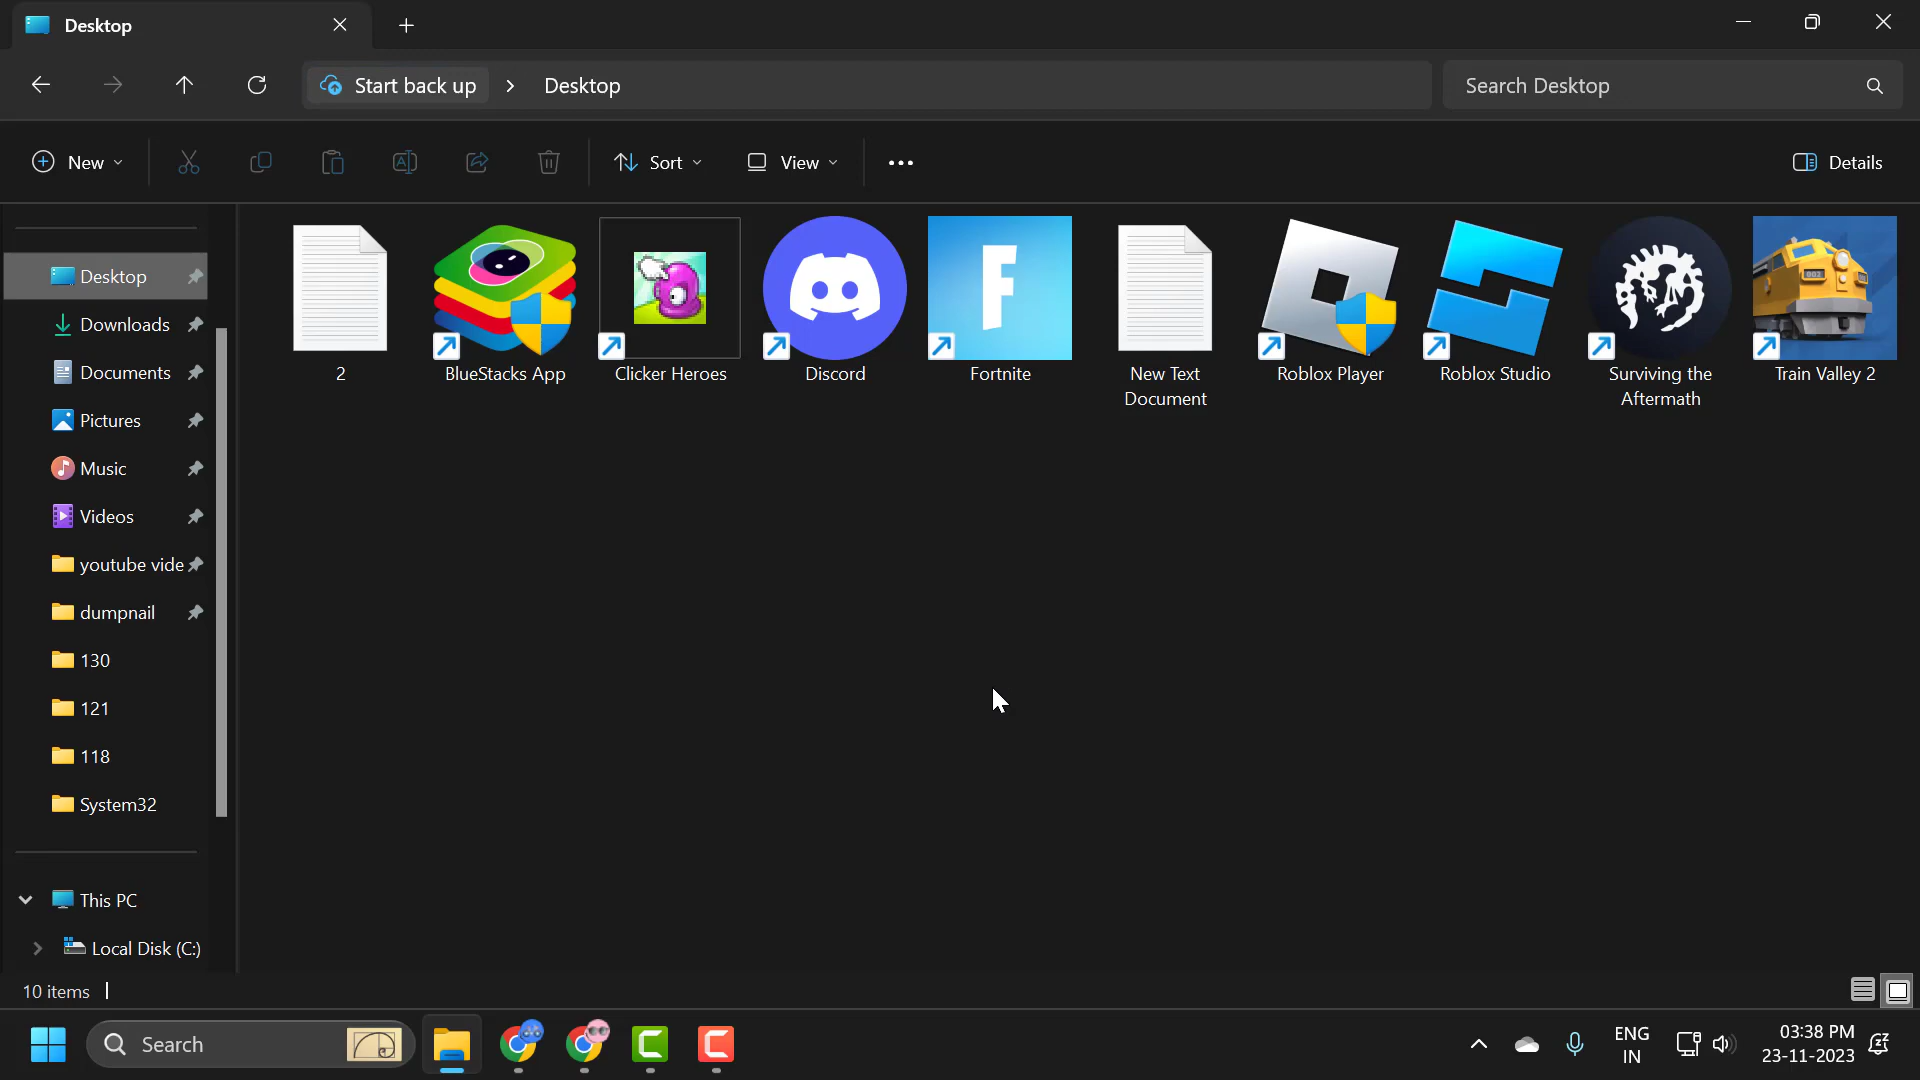 Desktop
Start back up > Desktop
Search Desktop
New
Sort
View
Details
Desktop
Downloads
Documents
Pictures
Music
Videos
youtube vide
dumpnail
130
121
118
System32
This PC
Local Disk (C:)
2
BlueStacks App
Clicker Heroes
Discord
F
Fortnite
New Text
Document
Roblox Player
Roblox Studio
Surviving the
Aftermath
002
Train Valley 2
10 items
Search
ENG
IN
03:38 PM
23-11-2023